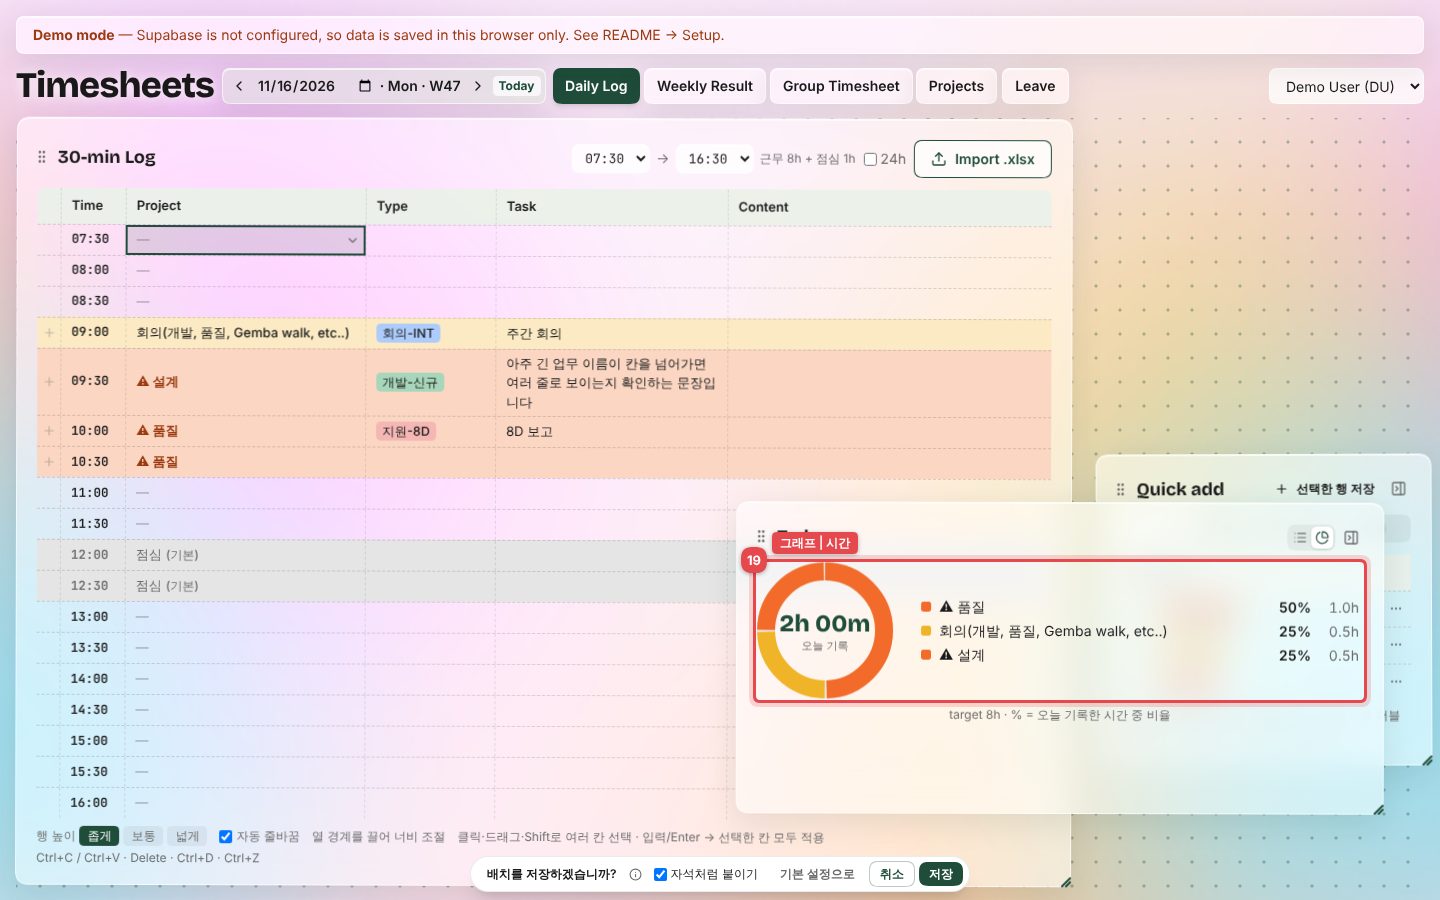 Demo mode — Supabase is not configured, so data is saved in this browser only. See README → Setup.
Timesheets
11/16/2026 · Mon · W47 Today
Daily Log
Weekly Result
Group Timesheet
Projects
Leave
Demo User (DU)
30-min Log
07:30 → 16:30 근무 8h + 점심 1h 24h
Import .xlsx
Time Project Type Task Content
07:30 —
08:00 —
08:30 —
+ 09:00 회의(개발, 품질, Gemba walk, etc..) 회의-INT 주간 회의
+ 09:30 ⚠ 설계 개발-신규 아주 긴 업무 이름이 칸을 넘어가면
여러 줄로 보이는지 확인하는 문장입
니다
+ 10:00 ⚠ 품질 지원-8D 8D 보고
+ 10:30 ⚠ 품질
11:00 —
11:30 —
12:00 점심 (기본)
12:30 점심 (기본)
13:00 —
13:30 —
14:00 —
14:30 —
15:00 —
15:30 —
16:00 —
행 높이 좁게 보통 넓게 자동 줄바꿈 열 경계를 끌어 너비 조절 클릭·드래그·Shift로 여러 칸 선택 · 입력/Enter → 선택한 칸 모두 적용
Ctrl+C / Ctrl+V · Delete · Ctrl+D · Ctrl+Z
Quick add
+ 선택한 행 저장
그래프 | 시간
19
2h 00m
오늘 기록
⚠ 품질 50% 1.0h
회의(개발, 품질, Gemba walk, etc..) 25% 0.5h
⚠ 설계 25% 0.5h
target 8h · % = 오늘 기록한 시간 중 비율
배치를 저장하겠습니까? 자석처럼 붙이기 기본 설정으로 취소 저장